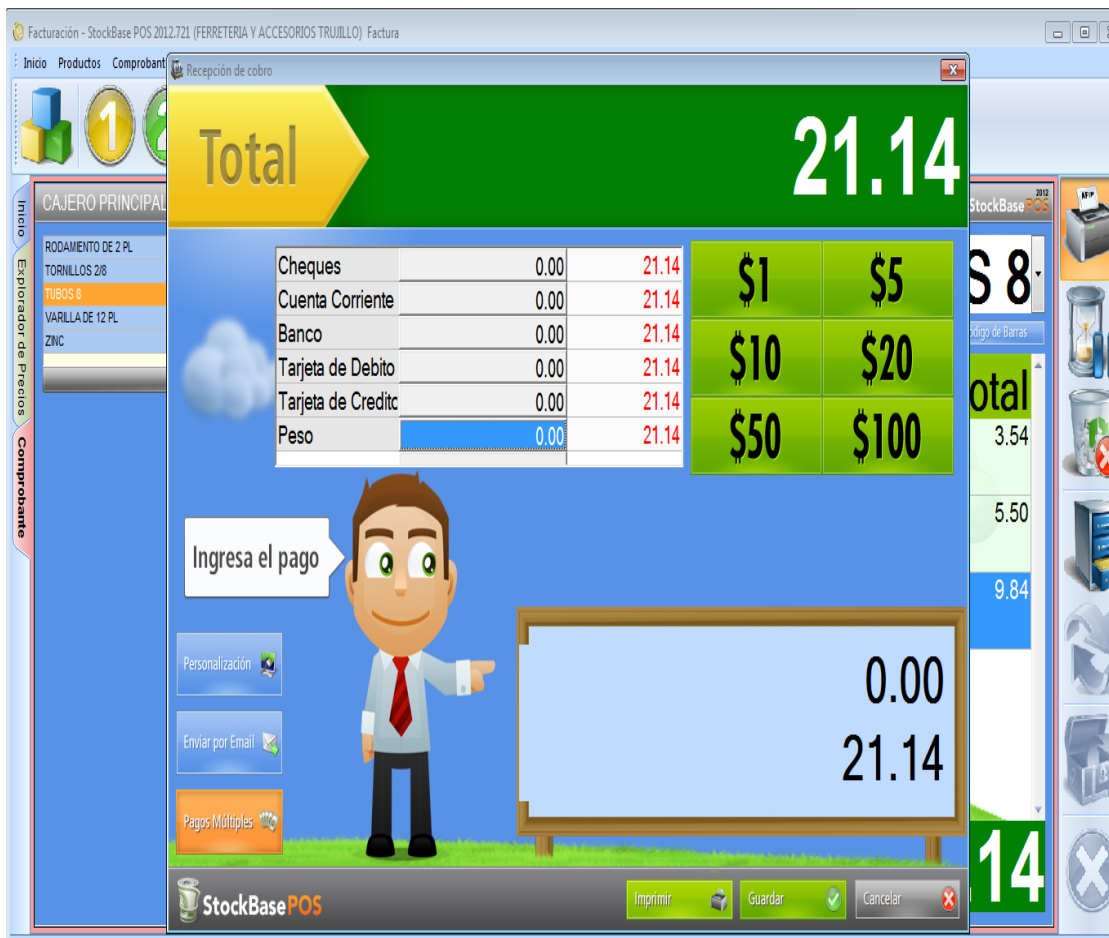 Facturación - StockBase POS 2012.721 (FERRETERIA Y ACCESORIOS TRUJILLO) Factura
Inicio Productos Comprobant
Recepción de cobro
1 2
Total 21.14
CAJERO PRINCIPAL
2012
StockBase POS
AFIP
Inicio
Explorador de Precios
Comprobante
RODAMIENTO DE 2 PL
TORNILLOS 2/8
TUBOS 8
VARILLA DE 12 PL
ZINC
Cheques 0.00 21.14
Cuenta Corriente 0.00 21.14
Banco 0.00 21.14
Tarjeta de Debito 0.00 21.14
Tarjeta de Credito 0.00 21.14
Peso 0.00 21.14
$1 $5
$10 $20
$50 $100
S 8
ódigo de Barras
otal
3.54
5.50
9.84
Ingresa el pago
Personalización
Enviar por Email
Pagos Múltiples
0.00
21.14
.14
StockBase POS
Imprimir Guardar Cancelar